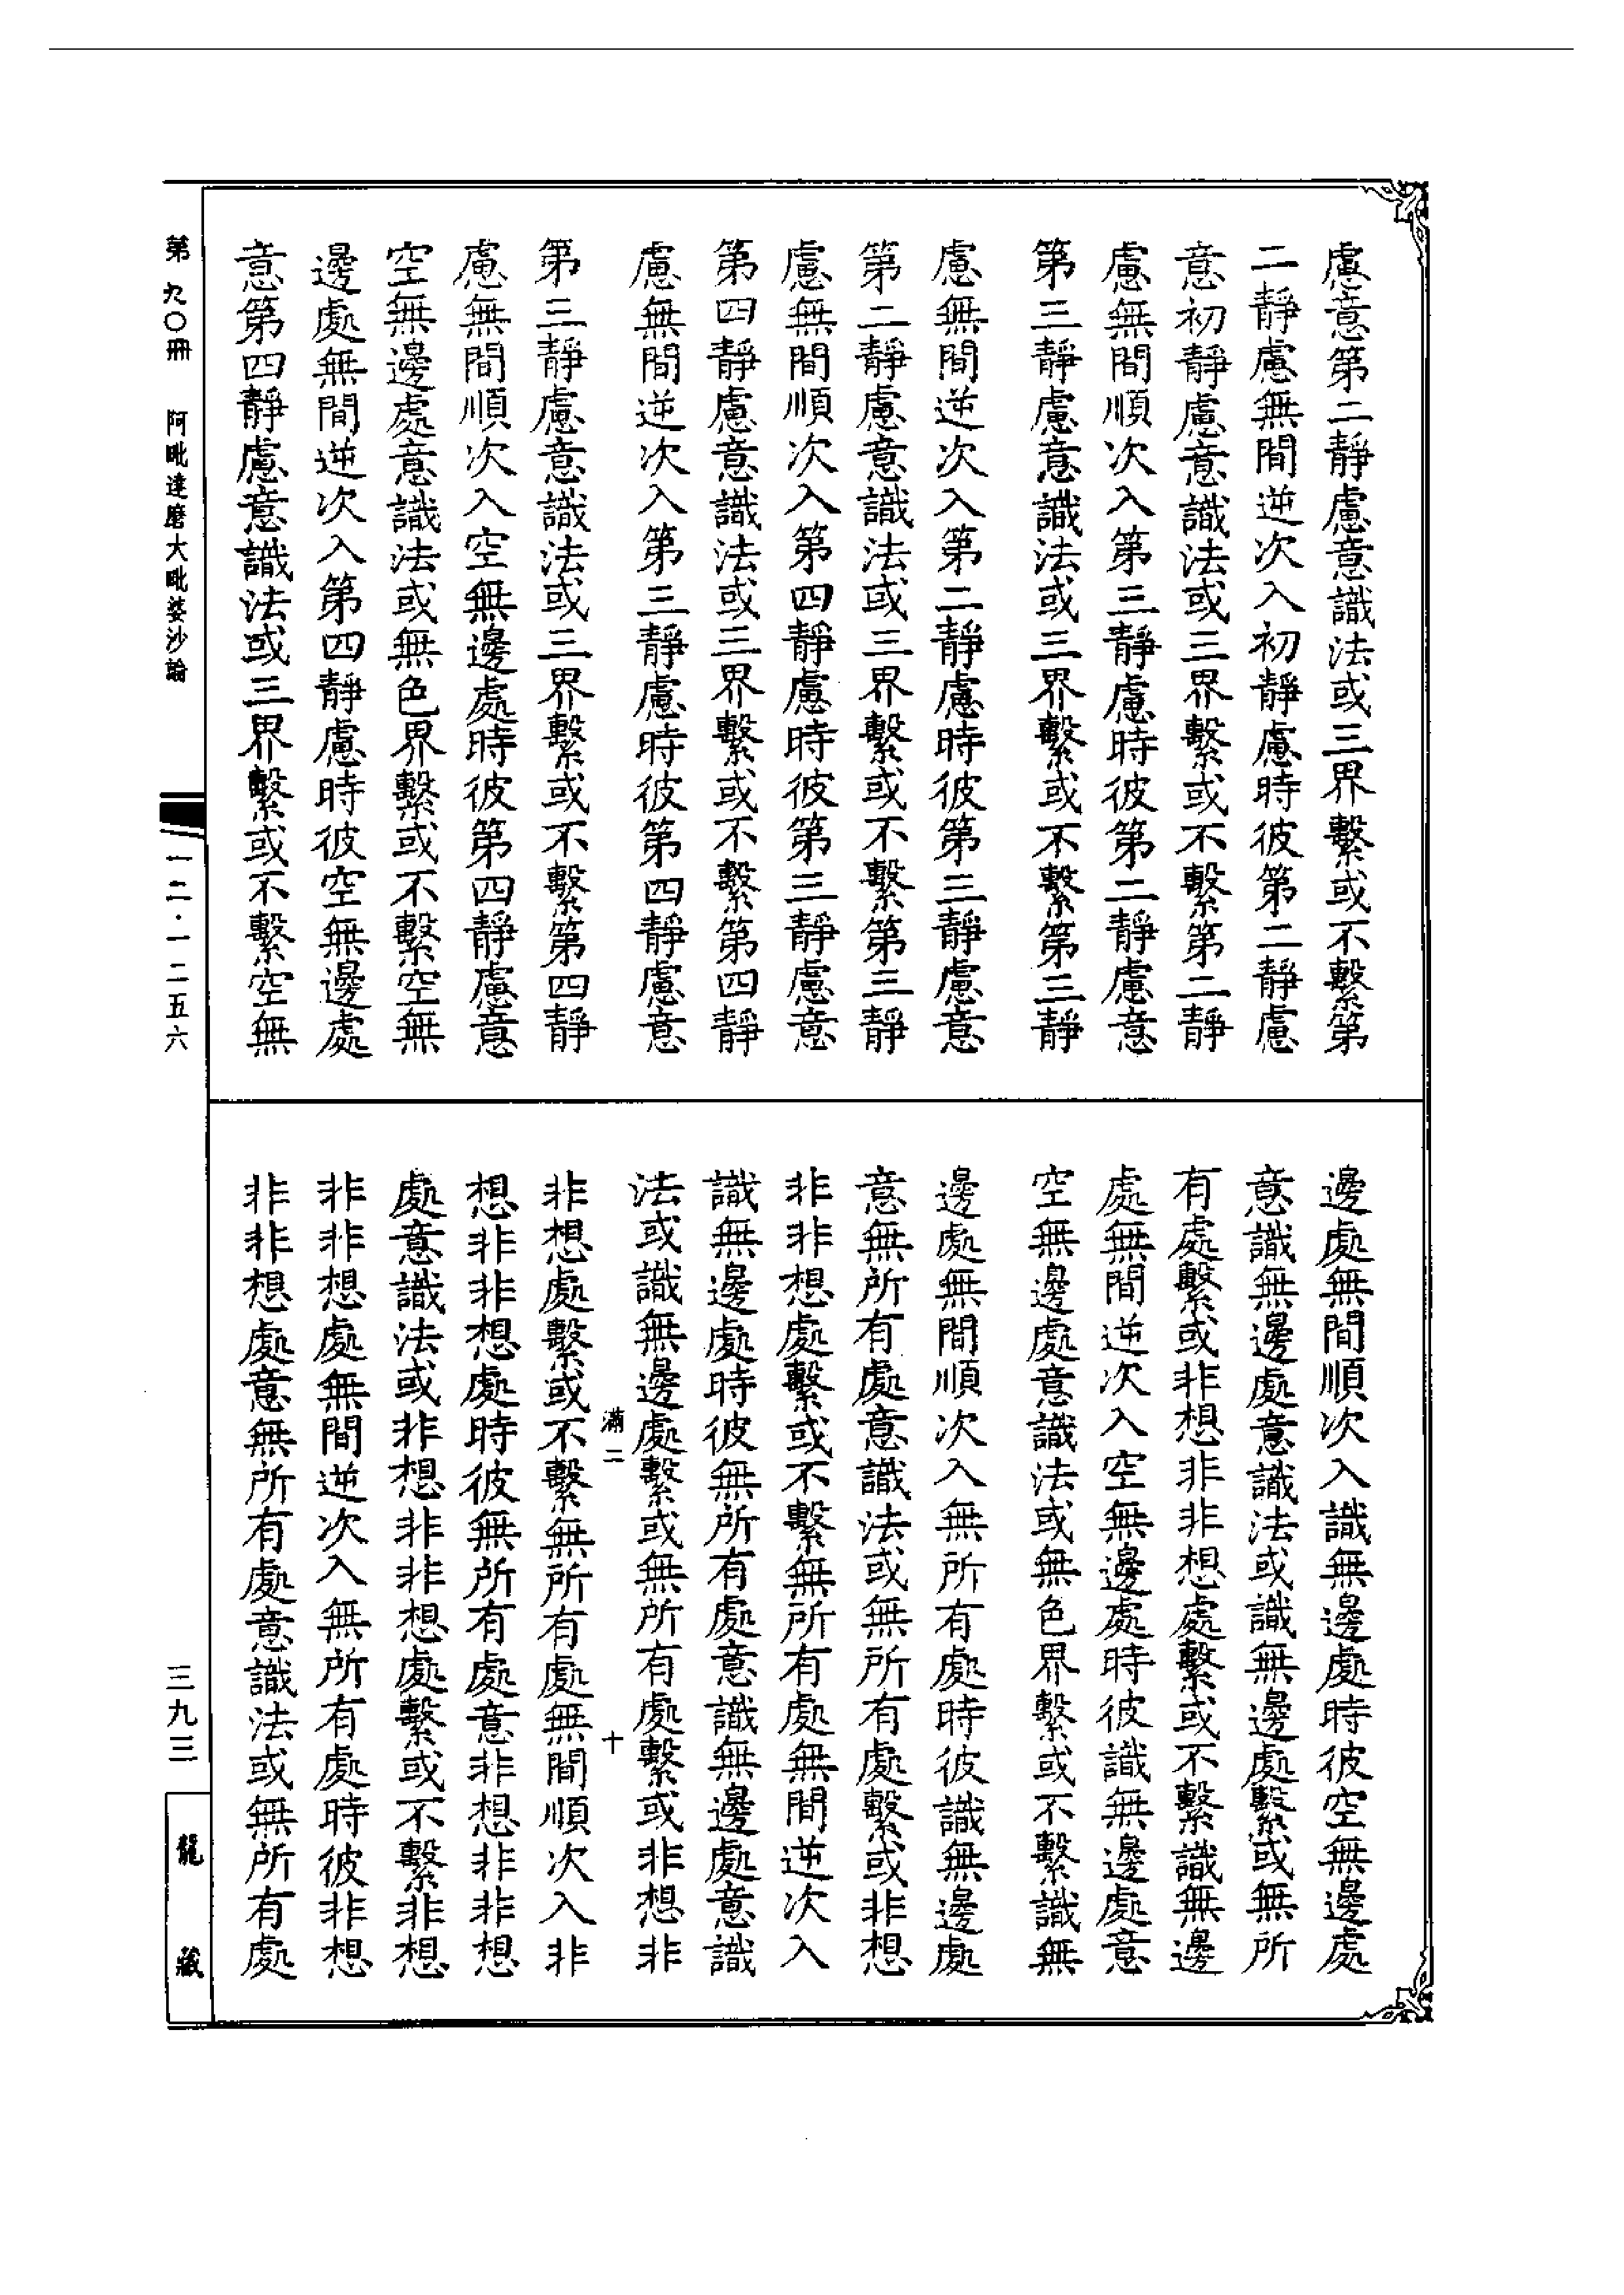 慮意第二靜慮意識法或三界繫或不繫第
二靜慮無間逆次入初靜慮時彼第二靜慮
意初靜慮意識法或三界繫或不繫第二靜
慮無間順次入第三靜慮時彼第二靜慮意
第三靜慮意識法或三界繫或不繫第三靜
慮無間逆次入第二靜慮時彼第三靜慮意
第二靜慮意識法或三界繫或不繫第三靜
慮無間順次入第四靜慮時彼第三靜慮意
第四靜慮意識法或三界繫或不繫第四靜
慮無間逆次入第三靜慮時彼第四靜慮意
第三靜慮意識法或三界繫或不繫第四靜
慮無間順次入空無邊處時彼第四靜慮意
空無邊處意識法或無色界繫或不繫空無
邊處無間逆次入第四靜慮時彼空無邊處
意第四靜慮意識法或三界繫或不繫空無
邊處無間順次入識無邊處時彼空無邊處
意識無邊處意識法或識無邊處繫或無所
有處繫或非想非非想處繫或不繫識無邊
處無間逆次入空無邊處時彼識無邊處意
空無邊處意識法或無色界繫或不繫識無
邊處無間順次入無所有處時彼識無邊處
意無所有處意識法或無所有處繫或非想
非非想處繫或不繫無所有處無間逆次入
識無邊處時彼無所有處意識無邊處意識
法或識無邊處繫或無所有處繫或非想非
滿二 十
非想處繫或不繫無所有處無間順次入非
想非非想處時彼無所有處意非想非非想
處意識法或非想非非想處繫或不繫非想
非非想處無間逆次入無所有處時彼非想
非非想處意無所有處意識法或無所有處
第九〇冊 阿毗達磨大毗婆沙論
一二·一二五六
三九三
龍藏